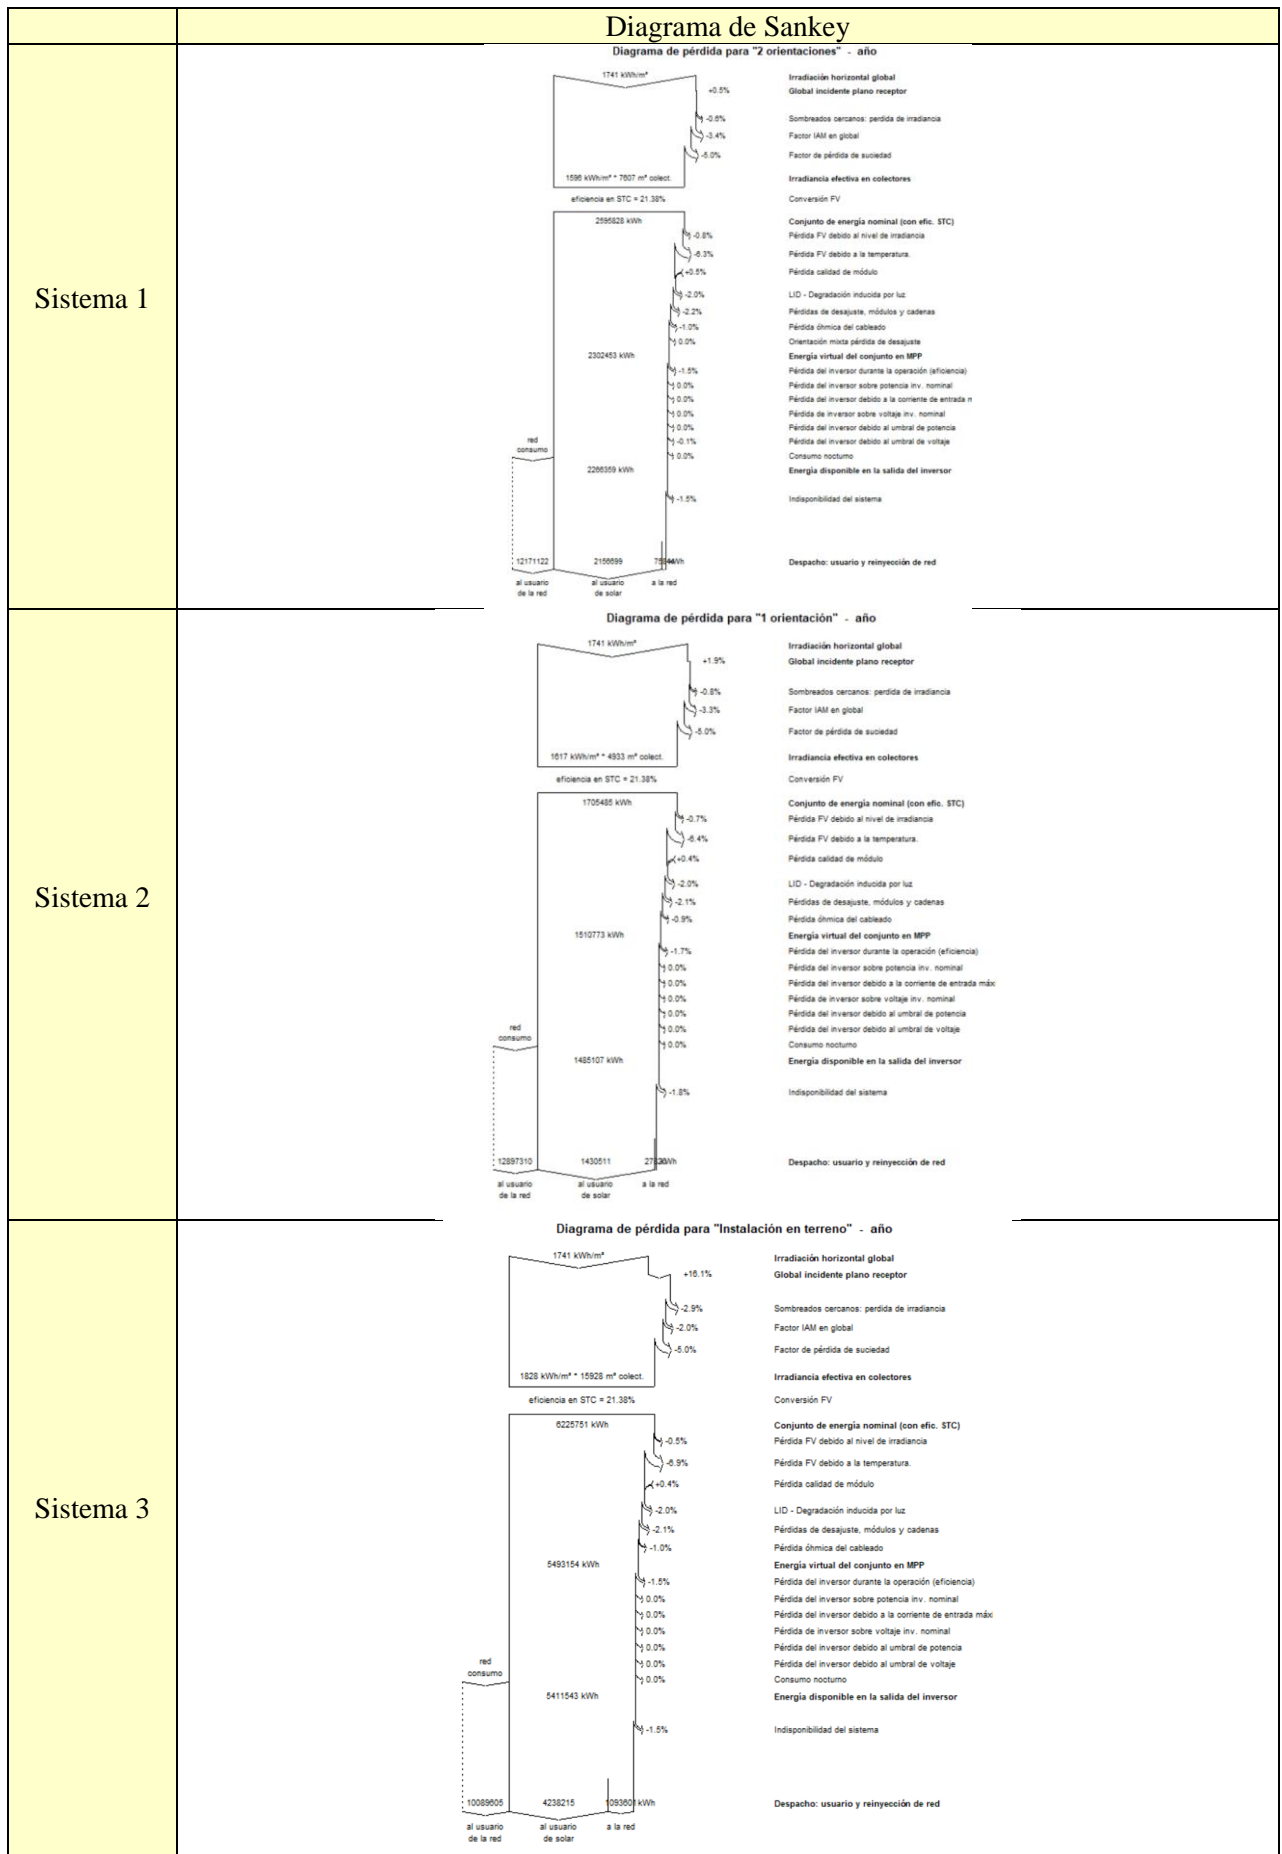 Diagrama de Sankey
Sistema 1
Diagrama de pérdida para "2 orientaciones" - año
1741 kWh/m²
Irradiación horizontal global
+0.5%
Global incidente plano receptor
-0.6%
Sombreados cercanos: perdida de irradiancia
-3.4%
Factor IAM en global
-5.0%
Factor de pérdida de suciedad
1596 kWh/m² * 7607 m² colect.
Irradiancia efectiva en colectores
eficiencia en STC = 21.38%
Conversión FV
2595828 kWh
Conjunto de energía nominal (con efic. STC)
-0.8%
Pérdida FV debido al nivel de irradiancia
-6.3%
Pérdida FV debido a la temperatura.
+0.5%
Pérdida calidad de módulo
-2.0%
LID - Degradación inducida por luz
-2.2%
Pérdidas de desajuste, módulos y cadenas
-1.0%
Pérdida óhmica del cableado
0.0%
Orientación mixta pérdida de desajuste
2302453 kWh
Energía virtual del conjunto en MPP
-1.5%
Pérdida del inversor durante la operación (eficiencia)
0.0%
Pérdida del inversor sobre potencia inv. nominal
0.0%
Pérdida del inversor debido a la corriente de entrada m
0.0%
Pérdida de inversor sobre voltaje inv. nominal
0.0%
Pérdida del inversor debido al umbral de potencia
-0.1%
Pérdida del inversor debido al umbral de voltaje
0.0%
Consumo nocturno
red
consumo
2266359 kWh
Energía disponible en la salida del inversor
-1.5%
Indisponibilidad del sistema
12171122
2156699
kWh
Despacho: usuario y reinyección de red
al usuario
de la red
al usuario
de solar
a la red
Sistema 2
Diagrama de pérdida para "1 orientación" - año
1741 kWh/m²
Irradiación horizontal global
+1.9%
Global incidente plano receptor
-0.8%
Sombreados cercanos: perdida de irradiancia
-3.3%
Factor IAM en global
-5.0%
Factor de pérdida de suciedad
1617 kWh/m² * 4933 m² colect.
Irradiancia efectiva en colectores
eficiencia en STC = 21.38%
Conversión FV
1705485 kWh
Conjunto de energía nominal (con efic. STC)
-0.7%
Pérdida FV debido al nivel de irradiancia
-6.4%
Pérdida FV debido a la temperatura.
+0.4%
Pérdida calidad de módulo
-2.0%
LID - Degradación inducida por luz
-2.1%
Pérdidas de desajuste, módulos y cadenas
-0.9%
Pérdida óhmica del cableado
1510773 kWh
Energía virtual del conjunto en MPP
-1.7%
Pérdida del inversor durante la operación (eficiencia)
0.0%
Pérdida del inversor sobre potencia inv. nominal
0.0%
Pérdida del inversor debido a la corriente de entrada máx
0.0%
Pérdida de inversor sobre voltaje inv. nominal
0.0%
Pérdida del inversor debido al umbral de potencia
0.0%
Pérdida del inversor debido al umbral de voltaje
0.0%
Consumo nocturno
red
consumo
1485107 kWh
Energía disponible en la salida del inversor
-1.8%
Indisponibilidad del sistema
12897310
1430511
Despacho: usuario y reinyección de red
al usuario
de la red
al usuario
de solar
a la red
Sistema 3
Diagrama de pérdida para "Instalación en terreno" - año
1741 kWh/m²
Irradiación horizontal global
+16.1%
Global incidente plano receptor
-2.9%
Sombreados cercanos: perdida de irradiancia
-2.0%
Factor IAM en global
-5.0%
Factor de pérdida de suciedad
1828 kWh/m² * 15928 m² colect.
Irradiancia efectiva en colectores
eficiencia en STC = 21.38%
Conversión FV
6225751 kWh
Conjunto de energía nominal (con efic. STC)
-0.5%
Pérdida FV debido al nivel de irradiancia
-6.9%
Pérdida FV debido a la temperatura.
+0.4%
Pérdida calidad de módulo
-2.0%
LID - Degradación inducida por luz
-2.1%
Pérdidas de desajuste, módulos y cadenas
-1.0%
Pérdida óhmica del cableado
5493154 kWh
Energía virtual del conjunto en MPP
-1.5%
Pérdida del inversor durante la operación (eficiencia)
0.0%
Pérdida del inversor sobre potencia inv. nominal
0.0%
Pérdida del inversor debido a la corriente de entrada máxi
0.0%
Pérdida de inversor sobre voltaje inv. nominal
0.0%
Pérdida del inversor debido al umbral de potencia
0.0%
Pérdida del inversor debido al umbral de voltaje
0.0%
Consumo nocturno
red
consumo
5411543 kWh
Energía disponible en la salida del inversor
-1.5%
Indisponibilidad del sistema
10089605
4238215
1093601 kWh
Despacho: usuario y reinyección de red
al usuario
de la red
al usuario
de solar
a la red